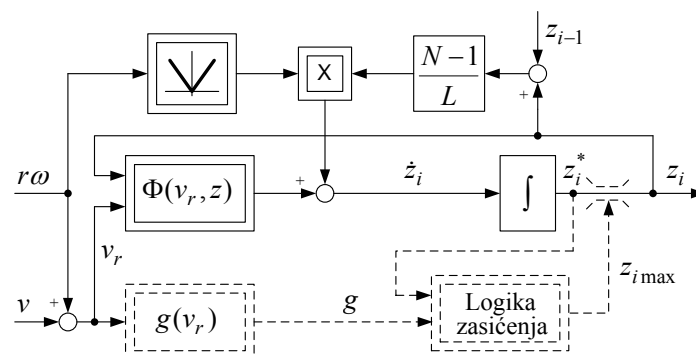 z_{i−1}
X
N − 1
L
+
rω
Φ(v_r, z)
+
ż_i
∫
z_i^*
z_i
v_r
z_{i max}
v
+
g(v_r)
g
Logika
zasićenja